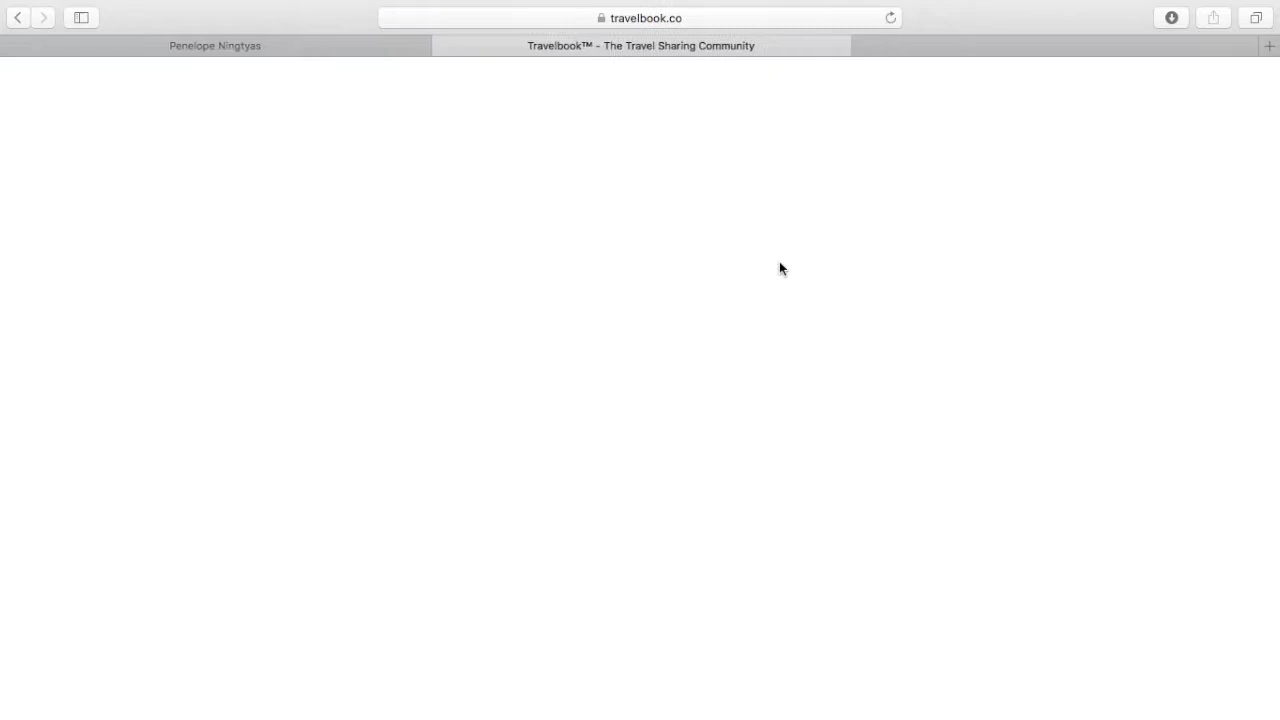 travelbook.co
Penelope Ningtyas
Travelbook™ - The Travel Sharing Community